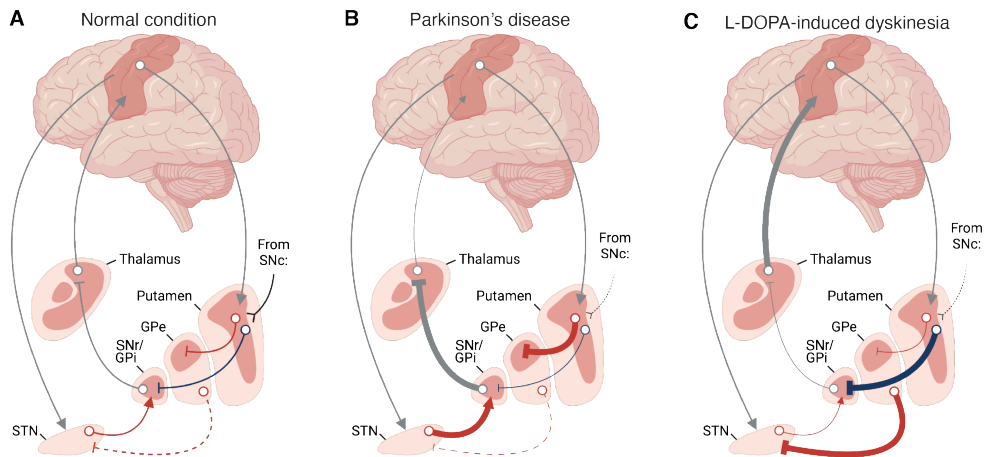 A
Normal condition
From
SNc:
Thalamus
Putamen
GPe
SNr/
GPi
STN
B
Parkinson's disease
From
SNc:
Thalamus
Putamen
GPe
SNr/
GPi
STN
C
L-DOPA-induced dyskinesia
From
SNc:
Thalamus
Putamen
GPe
SNr/
GPi
STN